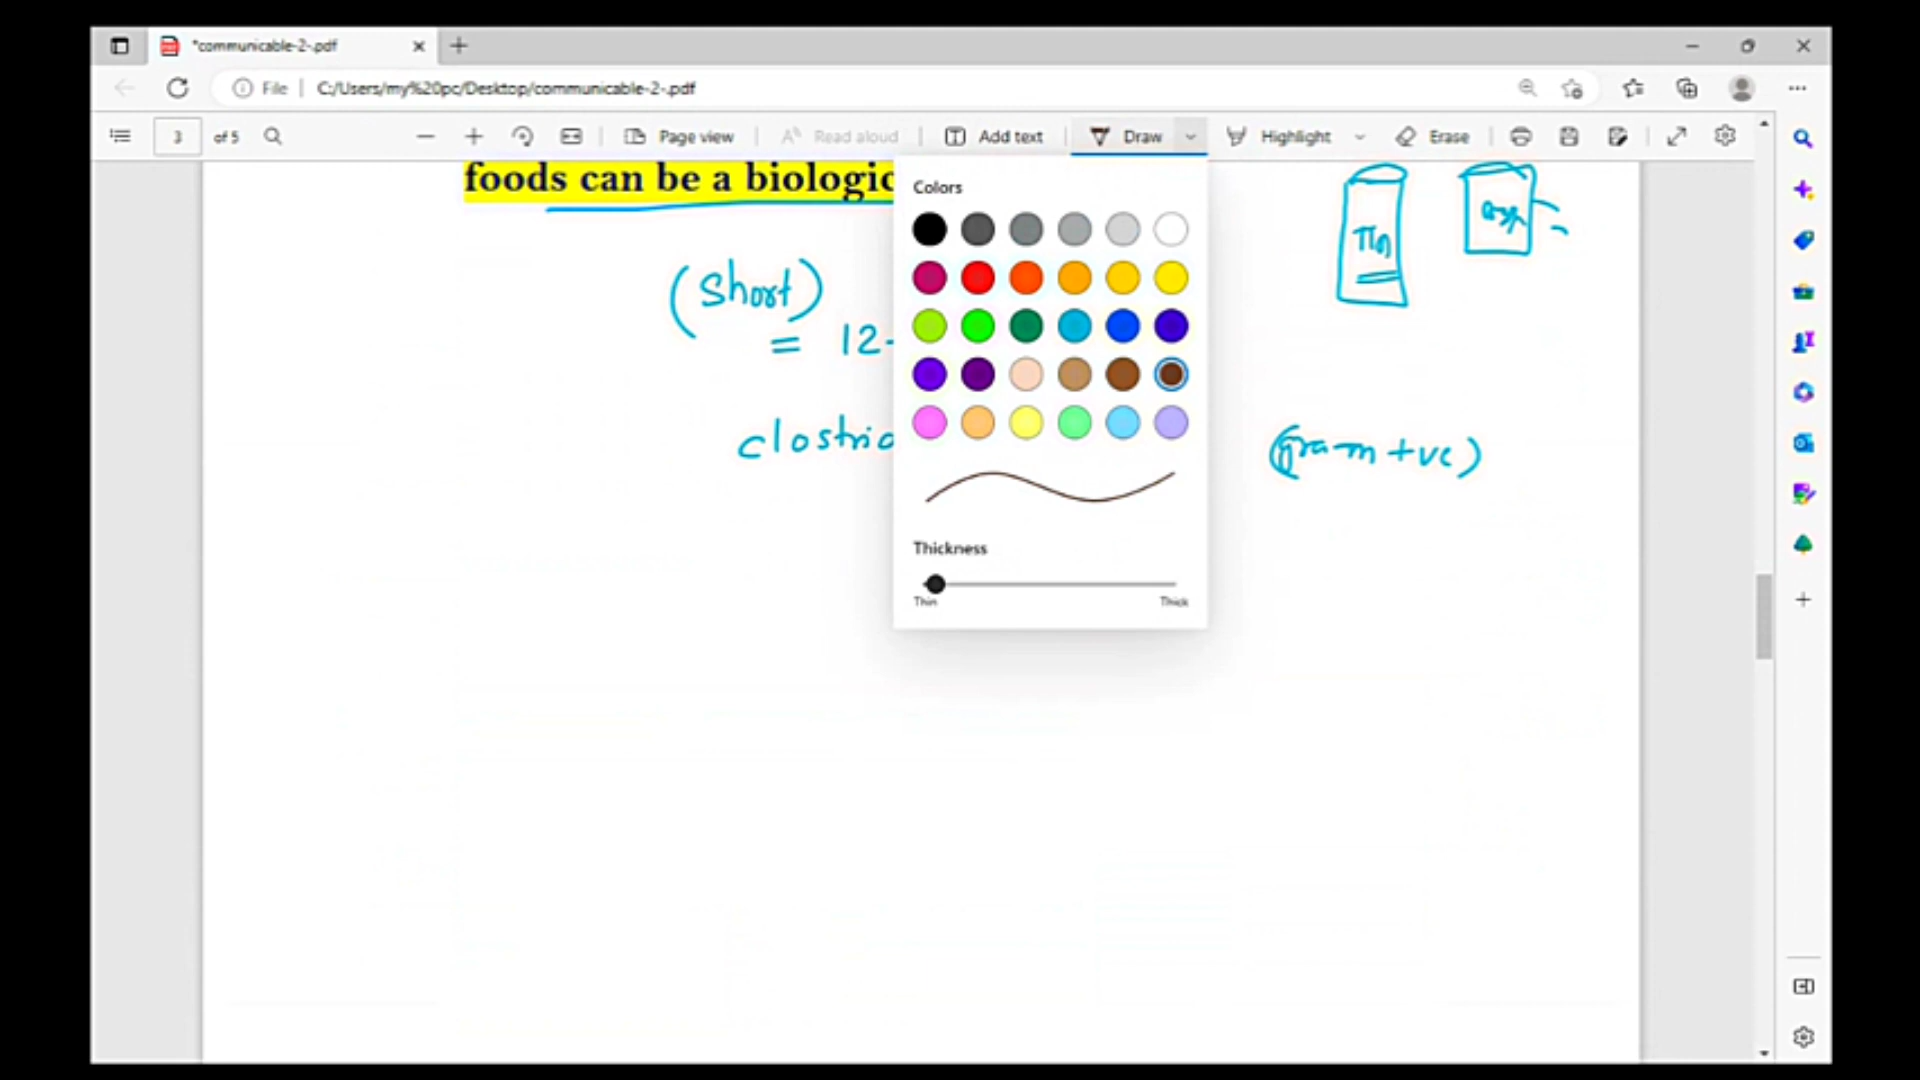 *communicable-2-.pdf
File | C:/Users/my%20pc/Desktop/communicable-2-.pdf
3 of 5 Page view Read aloud Add text Draw Highlight Erase
foods can be a biologic
Colors
Tin
(Short)
= 12-
clostrid
(gram +ve)
Thickness
Thin Thick